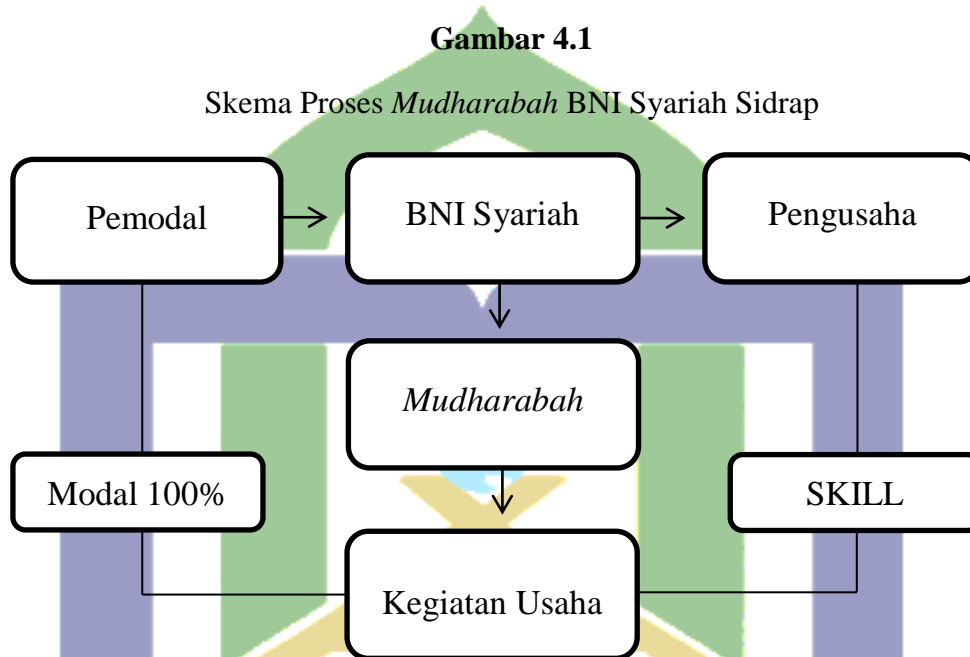 Gambar 4.1
Skema Proses Mudharabah BNI Syariah Sidrap
Pemodal
BNI Syariah
Pengusaha
Mudharabah
Modal 100%
SKILL
Kegiatan Usaha